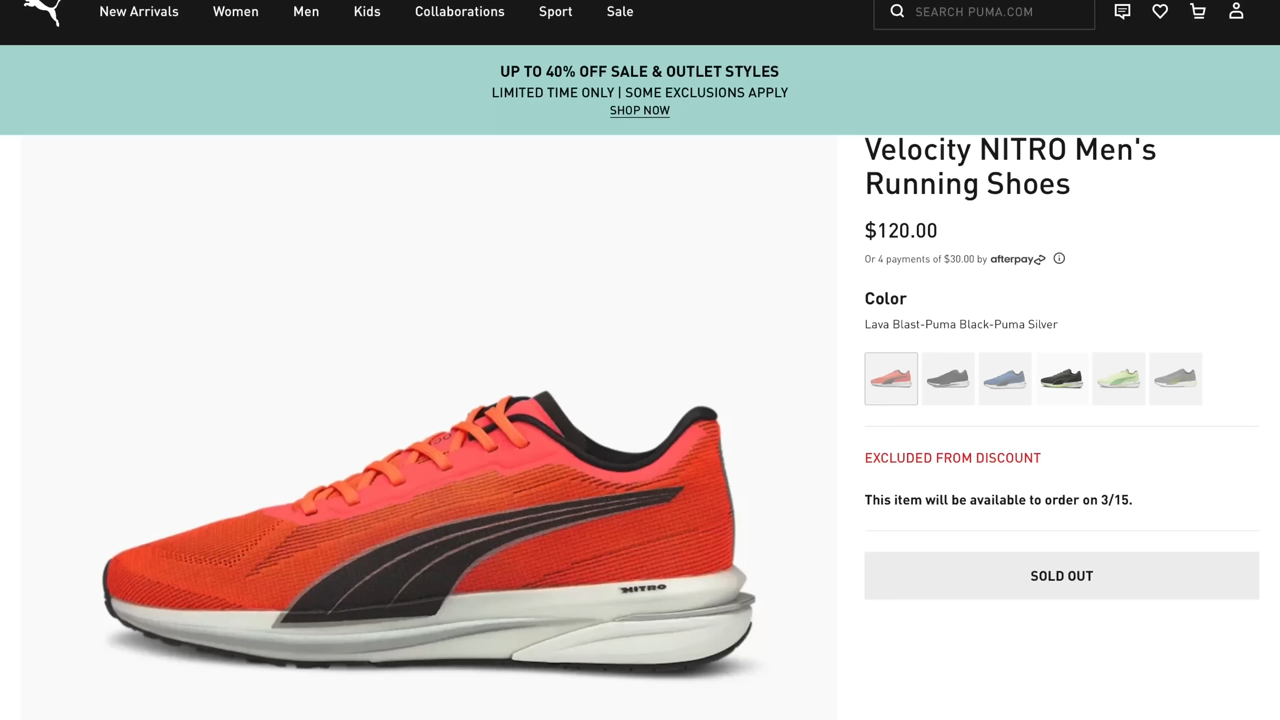 New Arrivals Women Men Kids Collaborations Sport Sale SEARCH PUMA.COM
UP TO 40% OFF SALE & OUTLET STYLES
LIMITED TIME ONLY | SOME EXCLUSIONS APPLY
SHOP NOW
Velocity NITRO Men's
Running Shoes
$120.00
Or 4 payments of $30.00 by afterpay
Color
Lava Blast-Puma Black-Puma Silver
EXCLUDED FROM DISCOUNT
This item will be available to order on 3/15.
SOLD OUT
NITRO